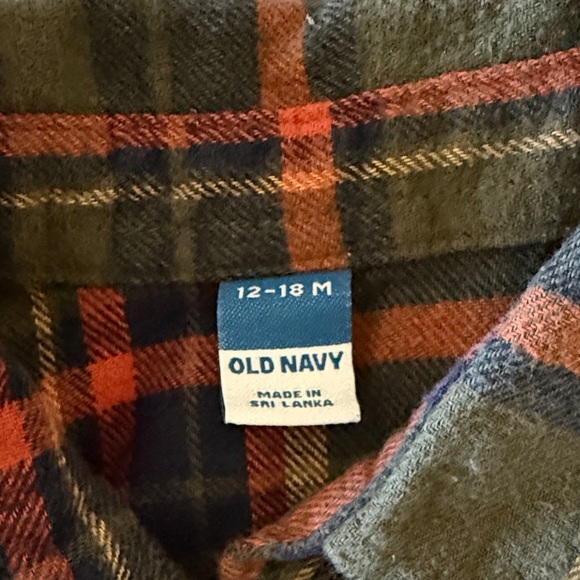 12-18 M
OLD NAVY
MADE IN
SRI LANKA